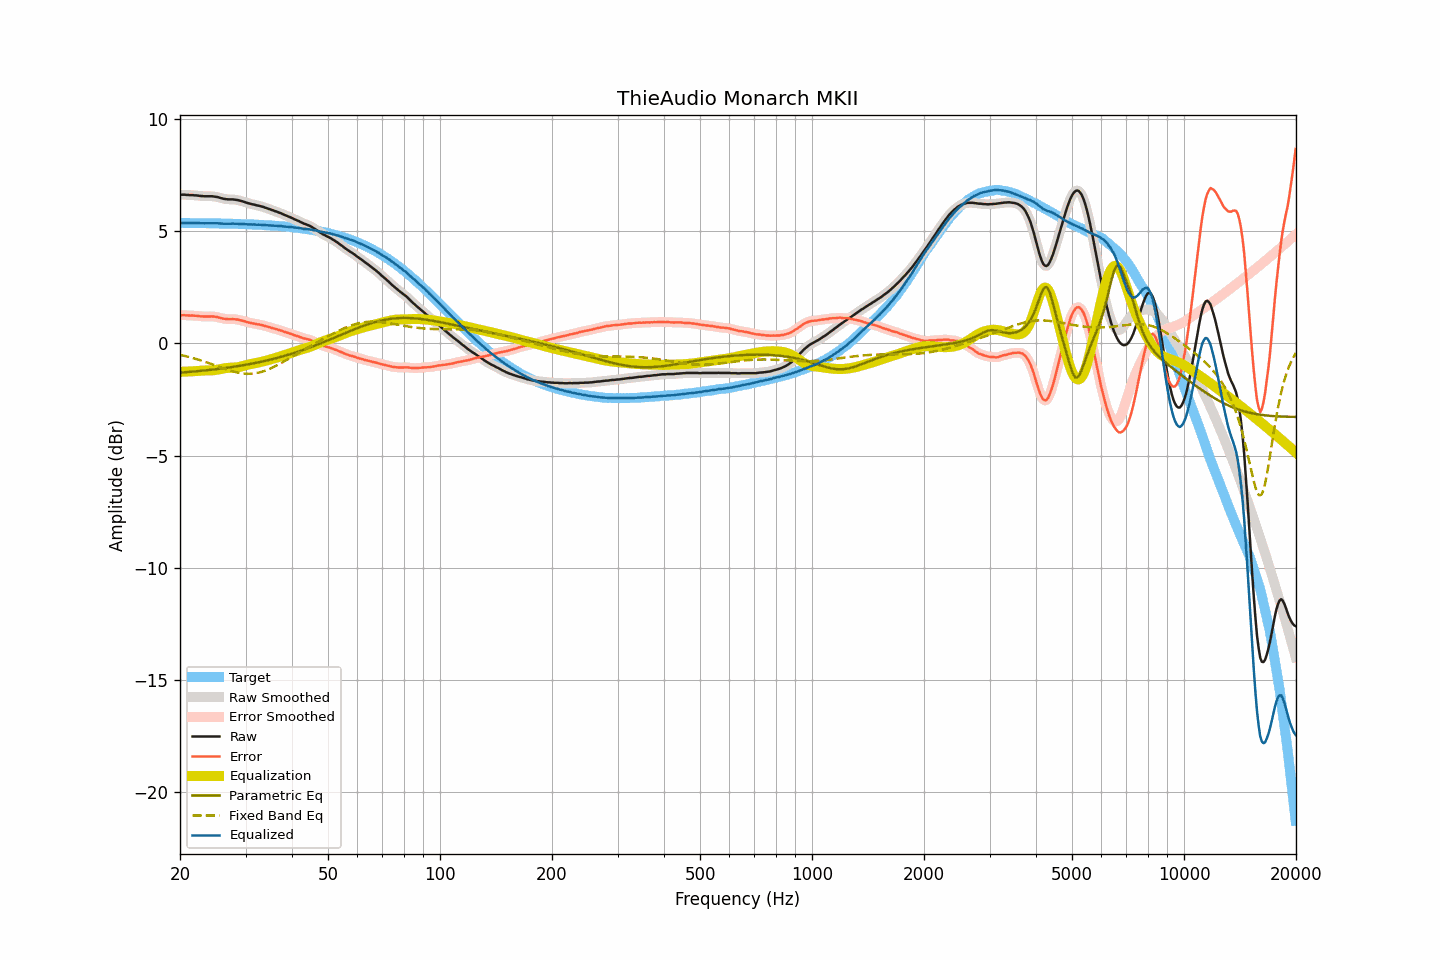 ThieAudio Monarch MKII
10
5
0
−5
−10
−15
−20
Amplitude (dBr)
Target
Raw Smoothed
Error Smoothed
Raw
Error
Equalization
Parametric Eq
Fixed Band Eq
Equalized
20 50 100 200 500 1000 2000 5000 10000 20000
Frequency (Hz)